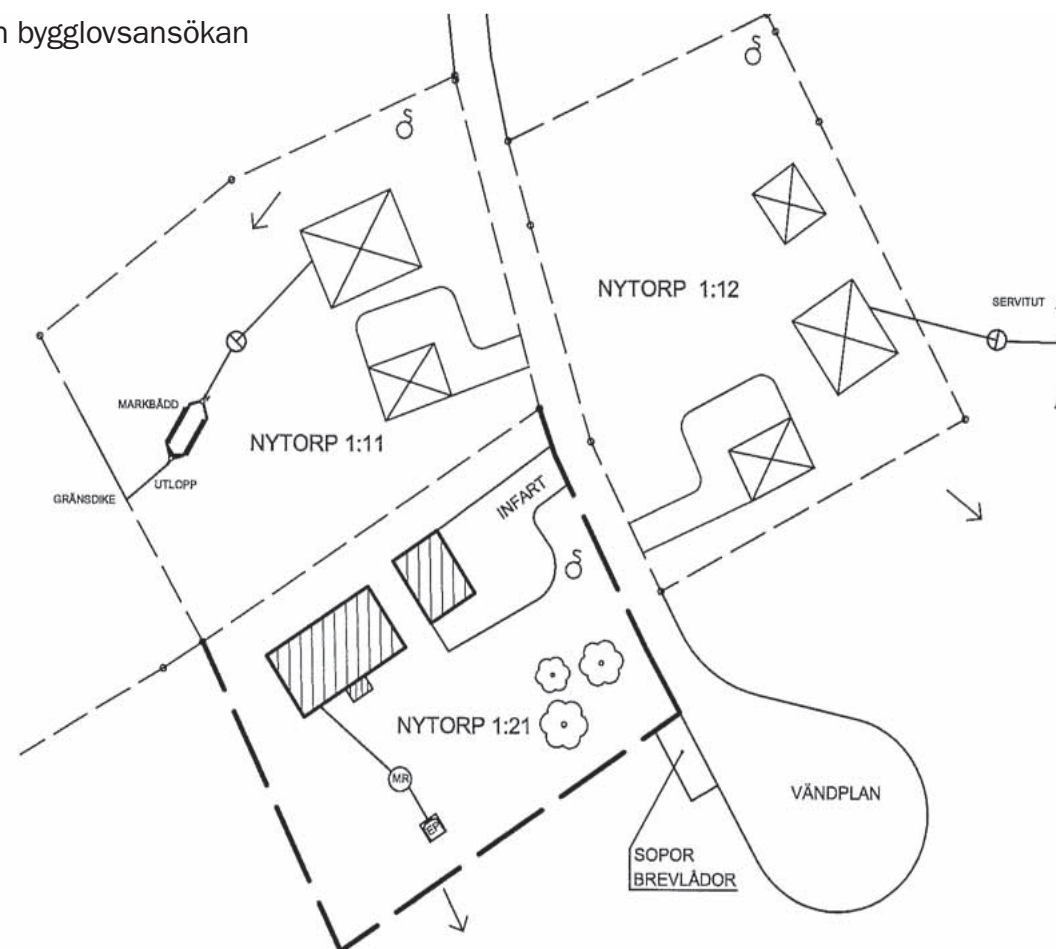 n bygglovsansökan
S
S
NYTORP 1:12
SERVITUT
MARKBÄDD
NYTORP 1:11
UTLOPP
GRÄNSDIKE
INFART
S
NYTORP 1:21
MR
EP
VÄNDPLAN
SOPOR
BREVLÅDOR